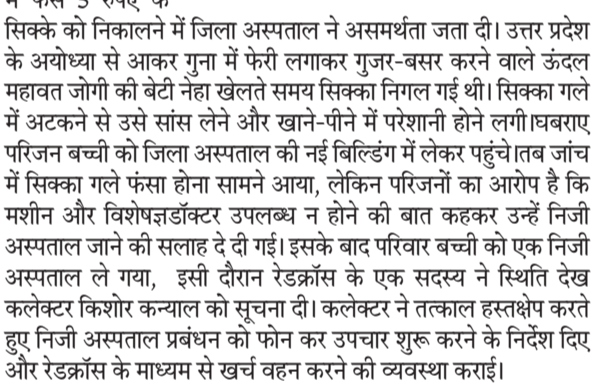 में फंसे 5 रुपए के
सिक्के को निकालने में जिला अस्पताल ने असमर्थता जता दी। उत्तर प्रदेश
के अयोध्या से आकर गुना में फेरी लगाकर गुजर-बसर करने वाले ऊंदल
महावत जोगी की बेटी नेहा खेलते समय सिक्का निगल गई थी। सिक्का गले
में अटकने से उसे सांस लेने और खाने-पीने में परेशानी होने लगी।घबराए
परिजन बच्ची को जिला अस्पताल की नई बिल्डिंग में लेकर पहुंचे।तब जांच
में सिक्का गले फंसा होना सामने आया, लेकिन परिजनों का आरोप है कि
मशीन और विशेषज्ञडॉक्टर उपलब्ध न होने की बात कहकर उन्हें निजी
अस्पताल जाने की सलाह दे दी गई। इसके बाद परिवार बच्ची को एक निजी
अस्पताल ले गया, इसी दौरान रेडक्रॉस के एक सदस्य ने स्थिति देख
कलेक्टर किशोर कन्याल को सूचना दी। कलेक्टर ने तत्काल हस्तक्षेप करते
हुए निजी अस्पताल प्रबंधन को फोन कर उपचार शुरू करने के निर्देश दिए
और रेडक्रॉस के माध्यम से खर्च वहन करने की व्यवस्था कराई।